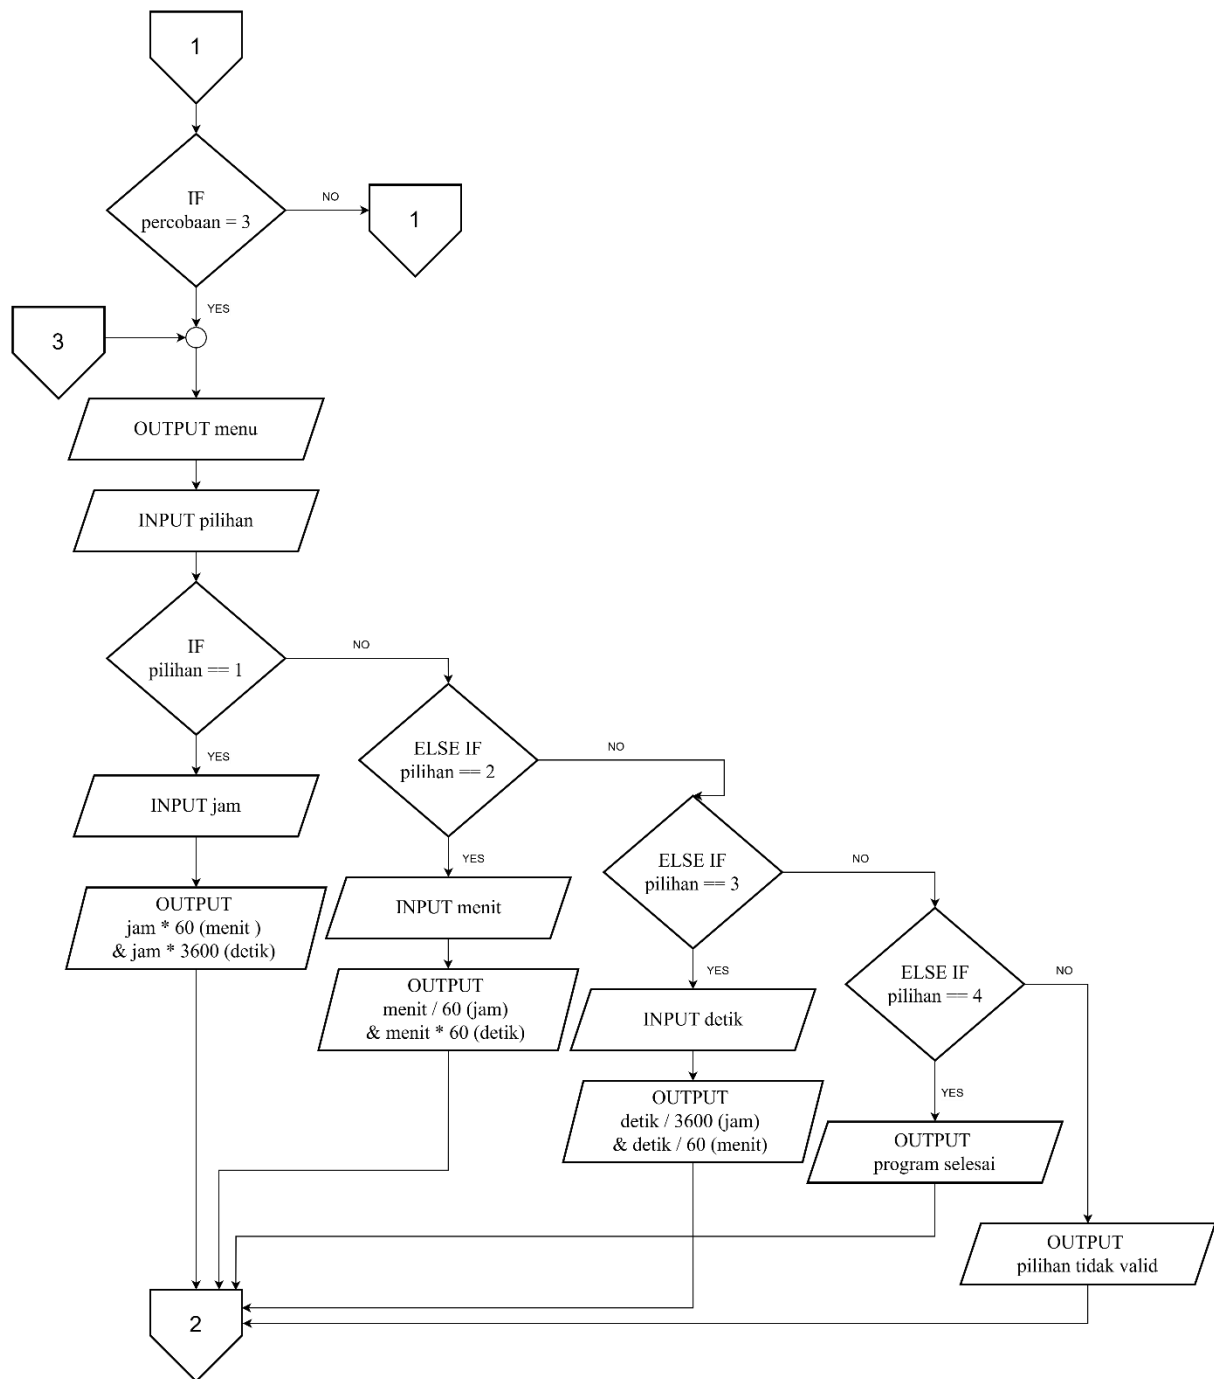 1
IF
percobaan = 3
NO
1
YES
3
OUTPUT menu
INPUT pilihan
IF
pilihan == 1
NO
YES
ELSE IF
pilihan == 2
NO
INPUT jam
YES
ELSE IF
pilihan == 3
NO
OUTPUT
jam * 60 (menit )
& jam * 3600 (detik)
INPUT menit
YES
ELSE IF
pilihan == 4
NO
OUTPUT
menit / 60 (jam)
& menit * 60 (detik)
INPUT detik
YES
OUTPUT
detik / 3600 (jam)
& detik / 60 (menit)
OUTPUT
program selesai
OUTPUT
pilihan tidak valid
2